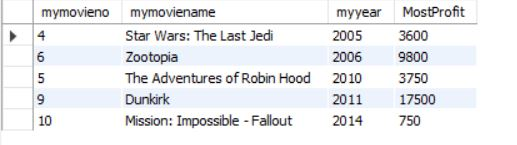 mymovieno mymoviename myyear MostProfit
4 Star Wars: The Last Jedi 2005 3600
6 Zootopia 2006 9800
5 The Adventures of Robin Hood 2010 3750
9 Dunkirk 2011 17500
10 Mission: Impossible - Fallout 2014 750